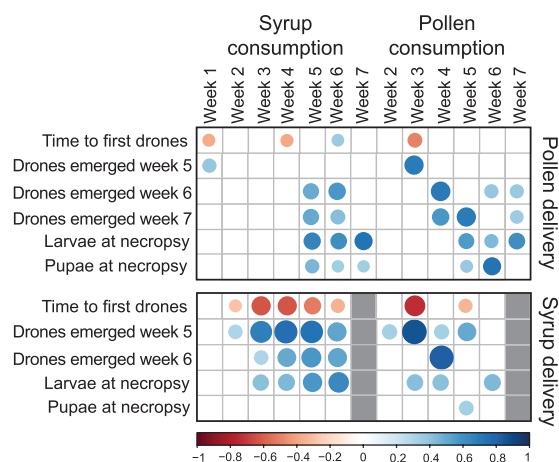 Syrup consumption
Pollen consumption
Week 1
Week 2
Week 3
Week 4
Week 5
Week 6
Week 7
Week 2
Week 3
Week 4
Week 5
Week 6
Week 7
Time to first drones
Drones emerged week 5
Drones emerged week 6
Drones emerged week 7
Larvae at necropsy
Pupae at necropsy
Pollen delivery
Time to first drones
Drones emerged week 5
Drones emerged week 6
Larvae at necropsy
Pupae at necropsy
Syrup delivery
−1 −0.8 −0.6 −0.4 −0.2 0 0.2 0.4 0.6 0.8 1